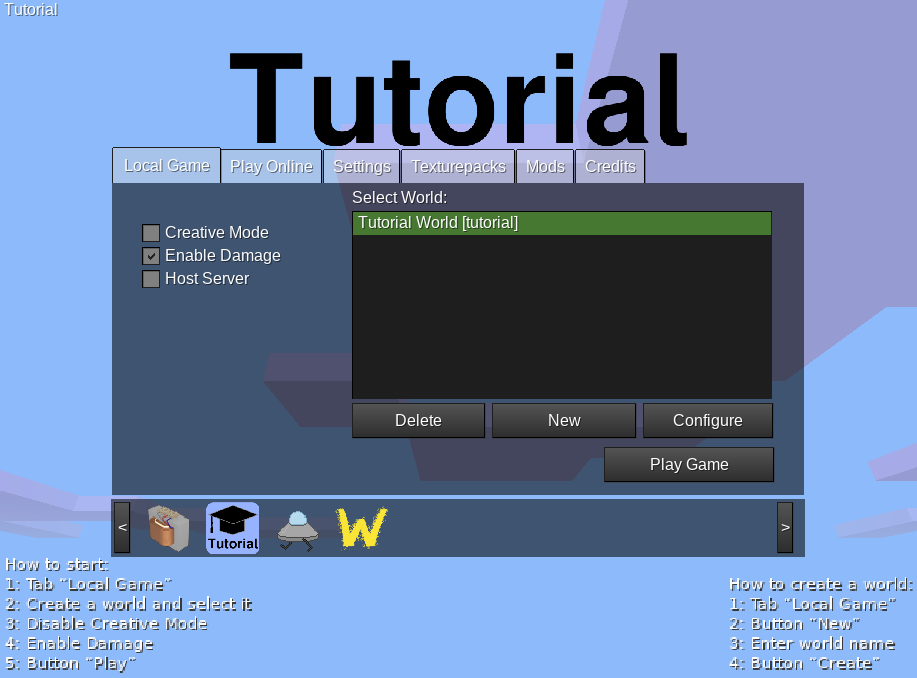 Tutorial
Tutorial
Local Game Play Online Settings Texturepacks Mods Credits
Select World:
Tutorial World [tutorial]
Creative Mode
Enable Damage
Host Server
Delete New Configure
Play Game
< Tutorial W >
How to start:
1: Tab "Local Game"
2: Create a world and select it
3: Disable Creative Mode
4: Enable Damage
5: Button "Play"
How to create a world:
1: Tab "Local Game"
2: Button "New"
3: Enter world name
4: Button "Create"